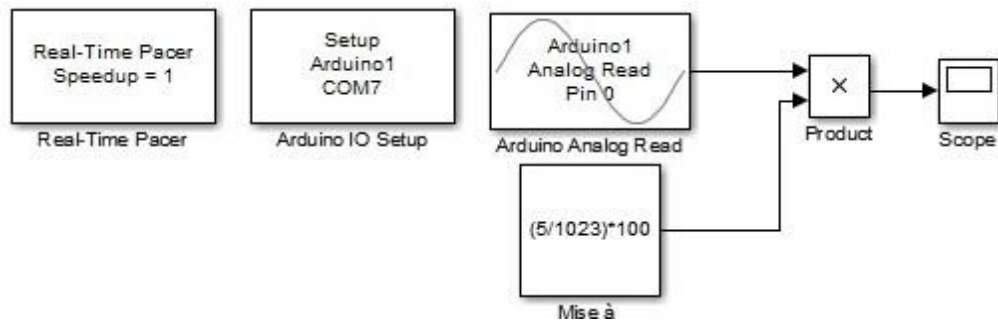 Real-Time Pacer
Speedup = 1
Real-Time Pacer
Setup
Arduino1
COM7
Arduino IO Setup
Arduino1
Analog Read
Pin 0
Arduino Analog Read
×
Product
Scope
(5/1023)*100
Mise à